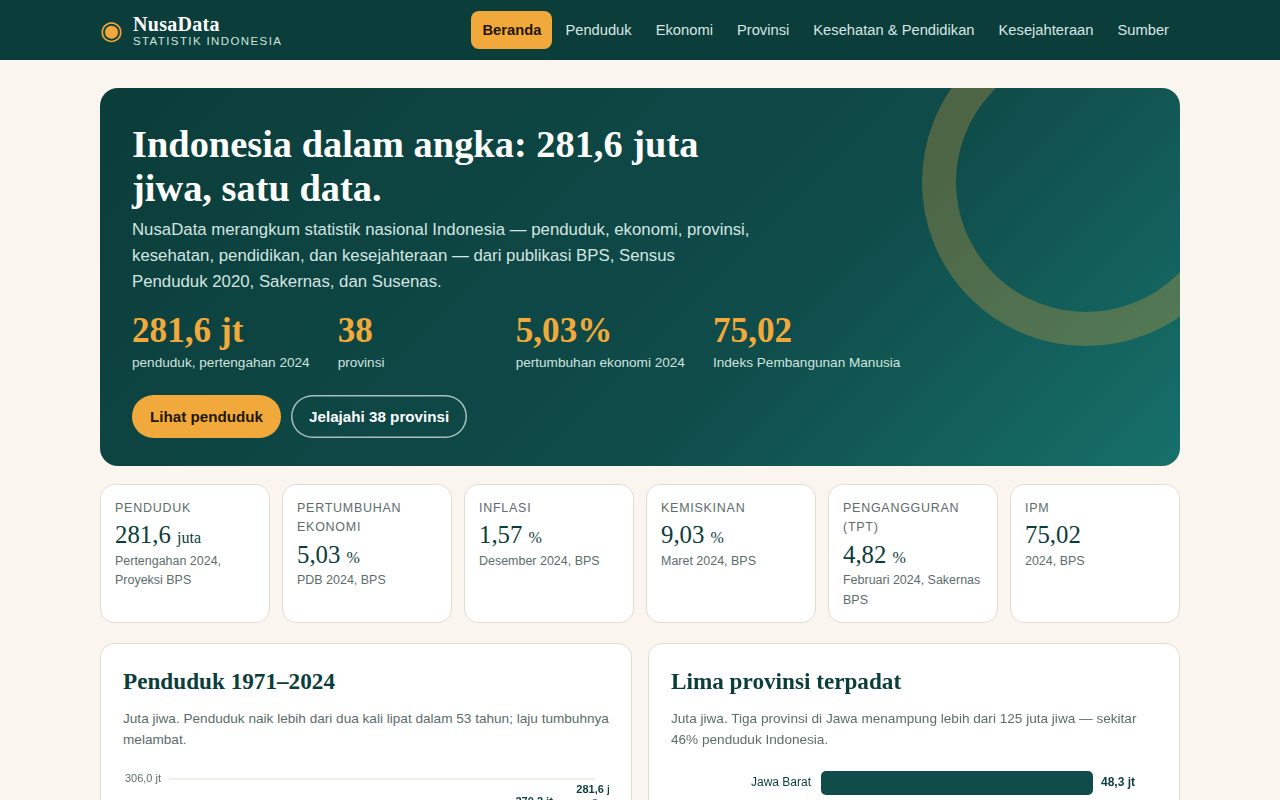 NusaData
STATISTIK INDONESIA
Beranda
Penduduk
Ekonomi
Provinsi
Kesehatan & Pendidikan
Kesejahteraan
Sumber
Indonesia dalam angka: 281,6 juta
jiwa, satu data.
NusaData merangkum statistik nasional Indonesia — penduduk, ekonomi, provinsi,
kesehatan, pendidikan, dan kesejahteraan — dari publikasi BPS, Sensus
Penduduk 2020, Sakernas, dan Susenas.
281,6 jt
penduduk, pertengahan 2024
38
provinsi
5,03%
pertumbuhan ekonomi 2024
75,02
Indeks Pembangunan Manusia
Lihat penduduk
Jelajahi 38 provinsi
PENDUDUK
281,6 juta
Pertengahan 2024,
Proyeksi BPS
PERTUMBUHAN
EKONOMI
5,03 %
PDB 2024, BPS
INFLASI
1,57 %
Desember 2024, BPS
KEMISKINAN
9,03 %
Maret 2024, BPS
PENGANGGURAN
(TPT)
4,82 %
Februari 2024, Sakernas
BPS
IPM
75,02
2024, BPS
Penduduk 1971–2024
Juta jiwa. Penduduk naik lebih dari dua kali lipat dalam 53 tahun; laju tumbuhnya
melambat.
306,0 jt
281,6 j
Lima provinsi terpadat
Juta jiwa. Tiga provinsi di Jawa menampung lebih dari 125 juta jiwa — sekitar
46% penduduk Indonesia.
Jawa Barat
48,3 jt